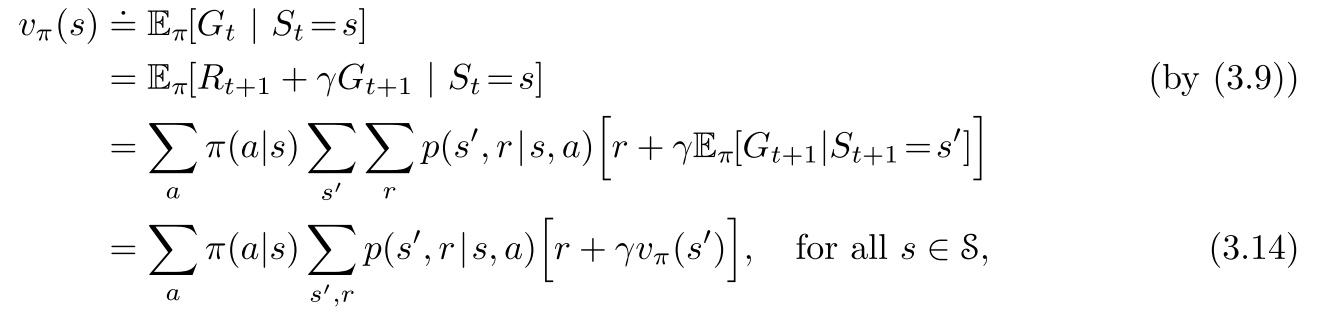 vπ(s) ≐ 𝔼π[Gt | St = s]
= 𝔼π[Rt+1 + γGt+1 | St = s] (by (3.9))
= ∑a π(a|s) ∑s′ ∑r p(s′, r | s, a) [r + γ𝔼π[Gt+1|St+1 = s′]]
= ∑a π(a|s) ∑s′,r p(s′, r | s, a) [r + γvπ(s′)], for all s ∈ 𝒮, (3.14)